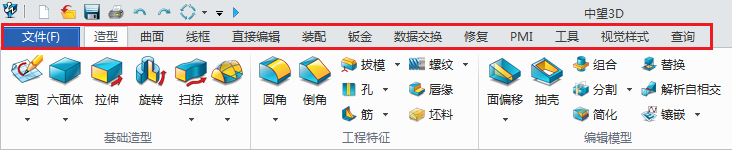 中望3D
文件(F) 造型 曲面 线框 直接编辑 装配 钣金 数据交换 修复 PMI 工具 视觉样式 查询
拔模 螺纹 组合 替换
孔 唇缘 分割 解析自相交
草图 六面体 拉伸 旋转 扫掠 放样 圆角 倒角 面偏移 抽壳
筋 坯料 简化 镶嵌
基础造型 工程特征 编辑模型